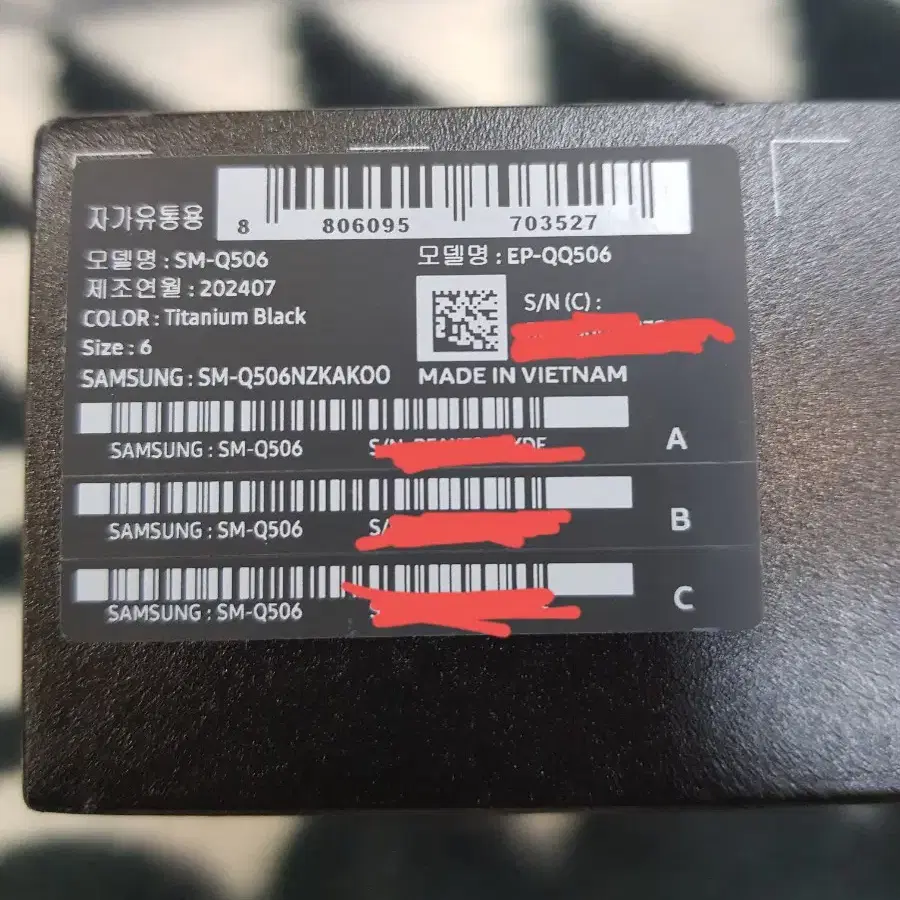 자가유통용
8 806095 703527
모델명 : SM-Q506
모델명 : EP-QQ506
제조연월 : 202407
COLOR : Titanium Black
Size : 6
S/N (C) :
SAMSUNG : SM-Q506NZKAKOO
MADE IN VIETNAM
SAMSUNG : SM-Q506
A
SAMSUNG : SM-Q506
B
SAMSUNG : SM-Q506
C